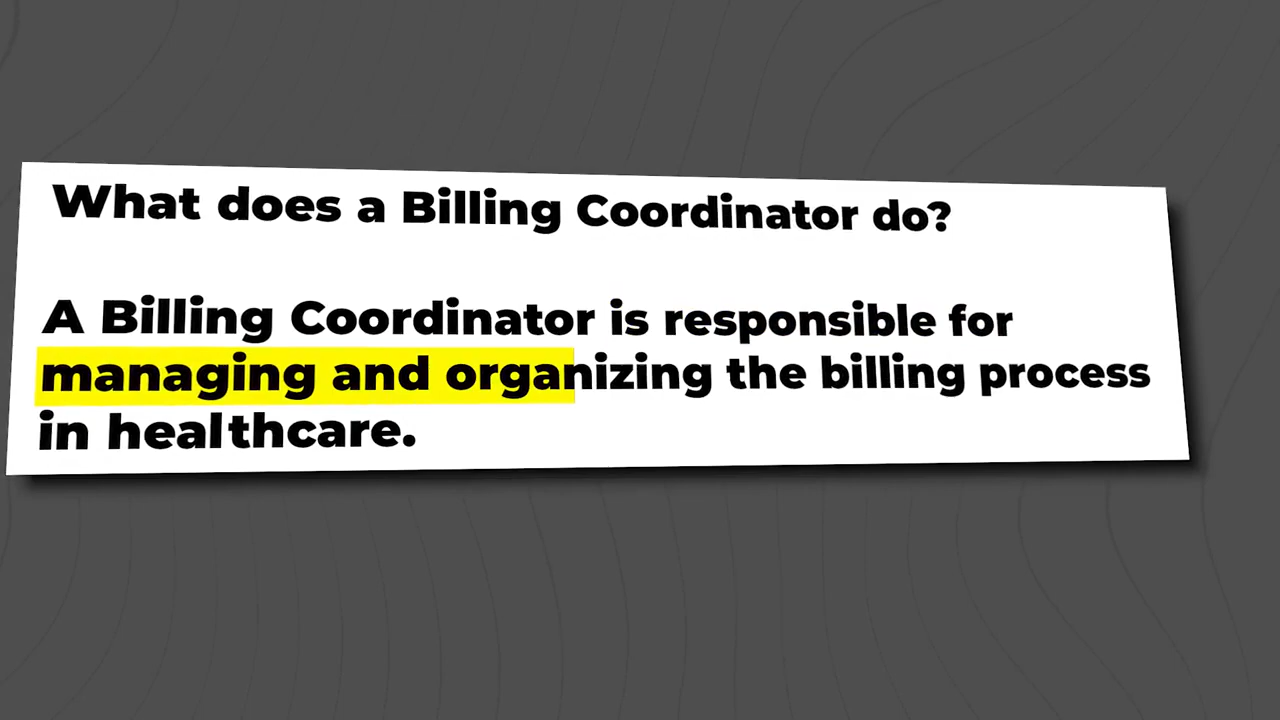 What does a Billing Coordinator do?
A Billing Coordinator is responsible for
managing and organizing the billing process
in healthcare.